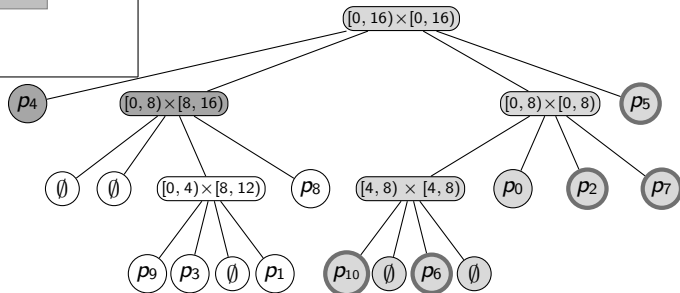 [0, 16)×[0, 16)
p4 [0, 8)×[8, 16) [0, 8)×[0, 8) p5
∅ ∅ [0, 4)×[8, 12) p8 [4, 8) × [4, 8) p0 p2 p7
p9 p3 ∅ p1 p10 ∅ p6 ∅